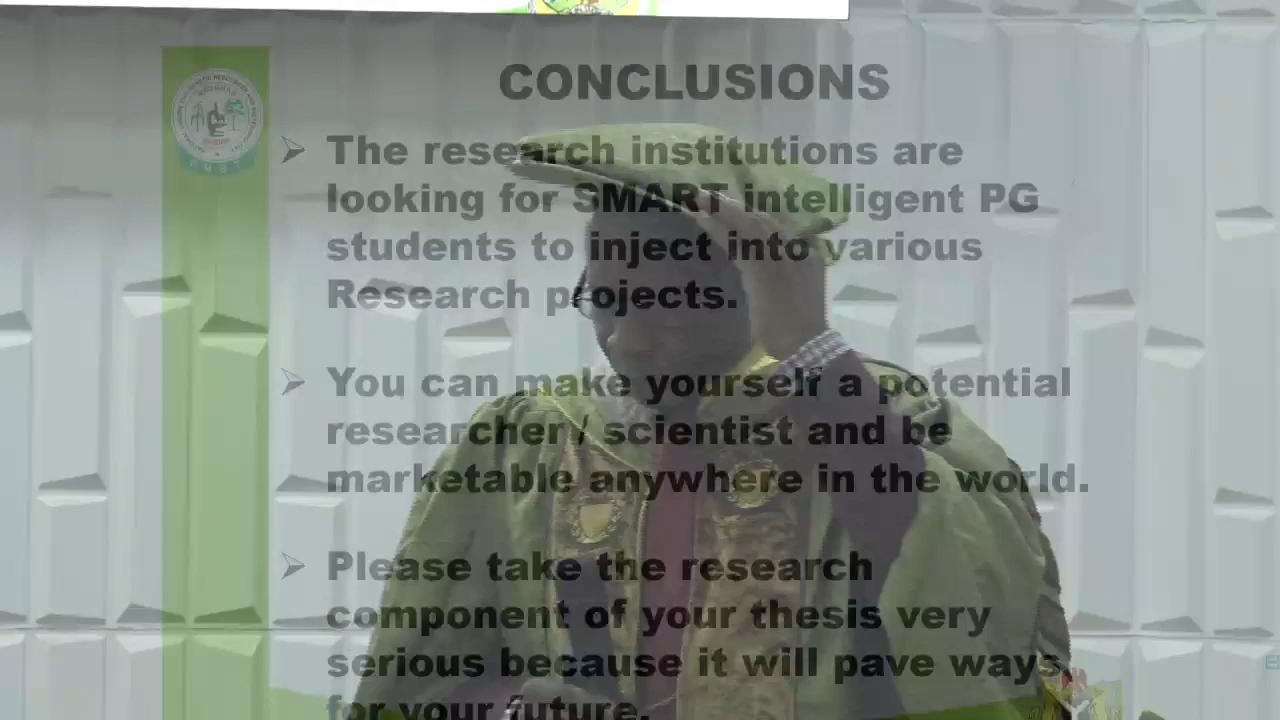 CONCLUSIONS
➢ The research institutions are
looking for SMART intelligent PG
students to inject into various
Research projects.
➢ You can make yourself a potential
researcher / scientist and be
marketable anywhere in the world.
➢ Please take the research
component of your thesis very
serious because it will pave ways
for your future.